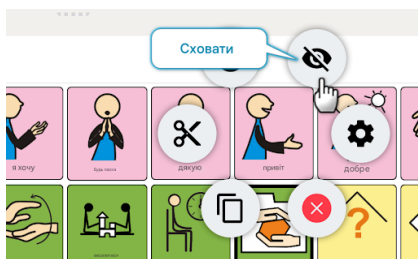 Сховати
я хочу
будь ласка
дякую
привіт
добре